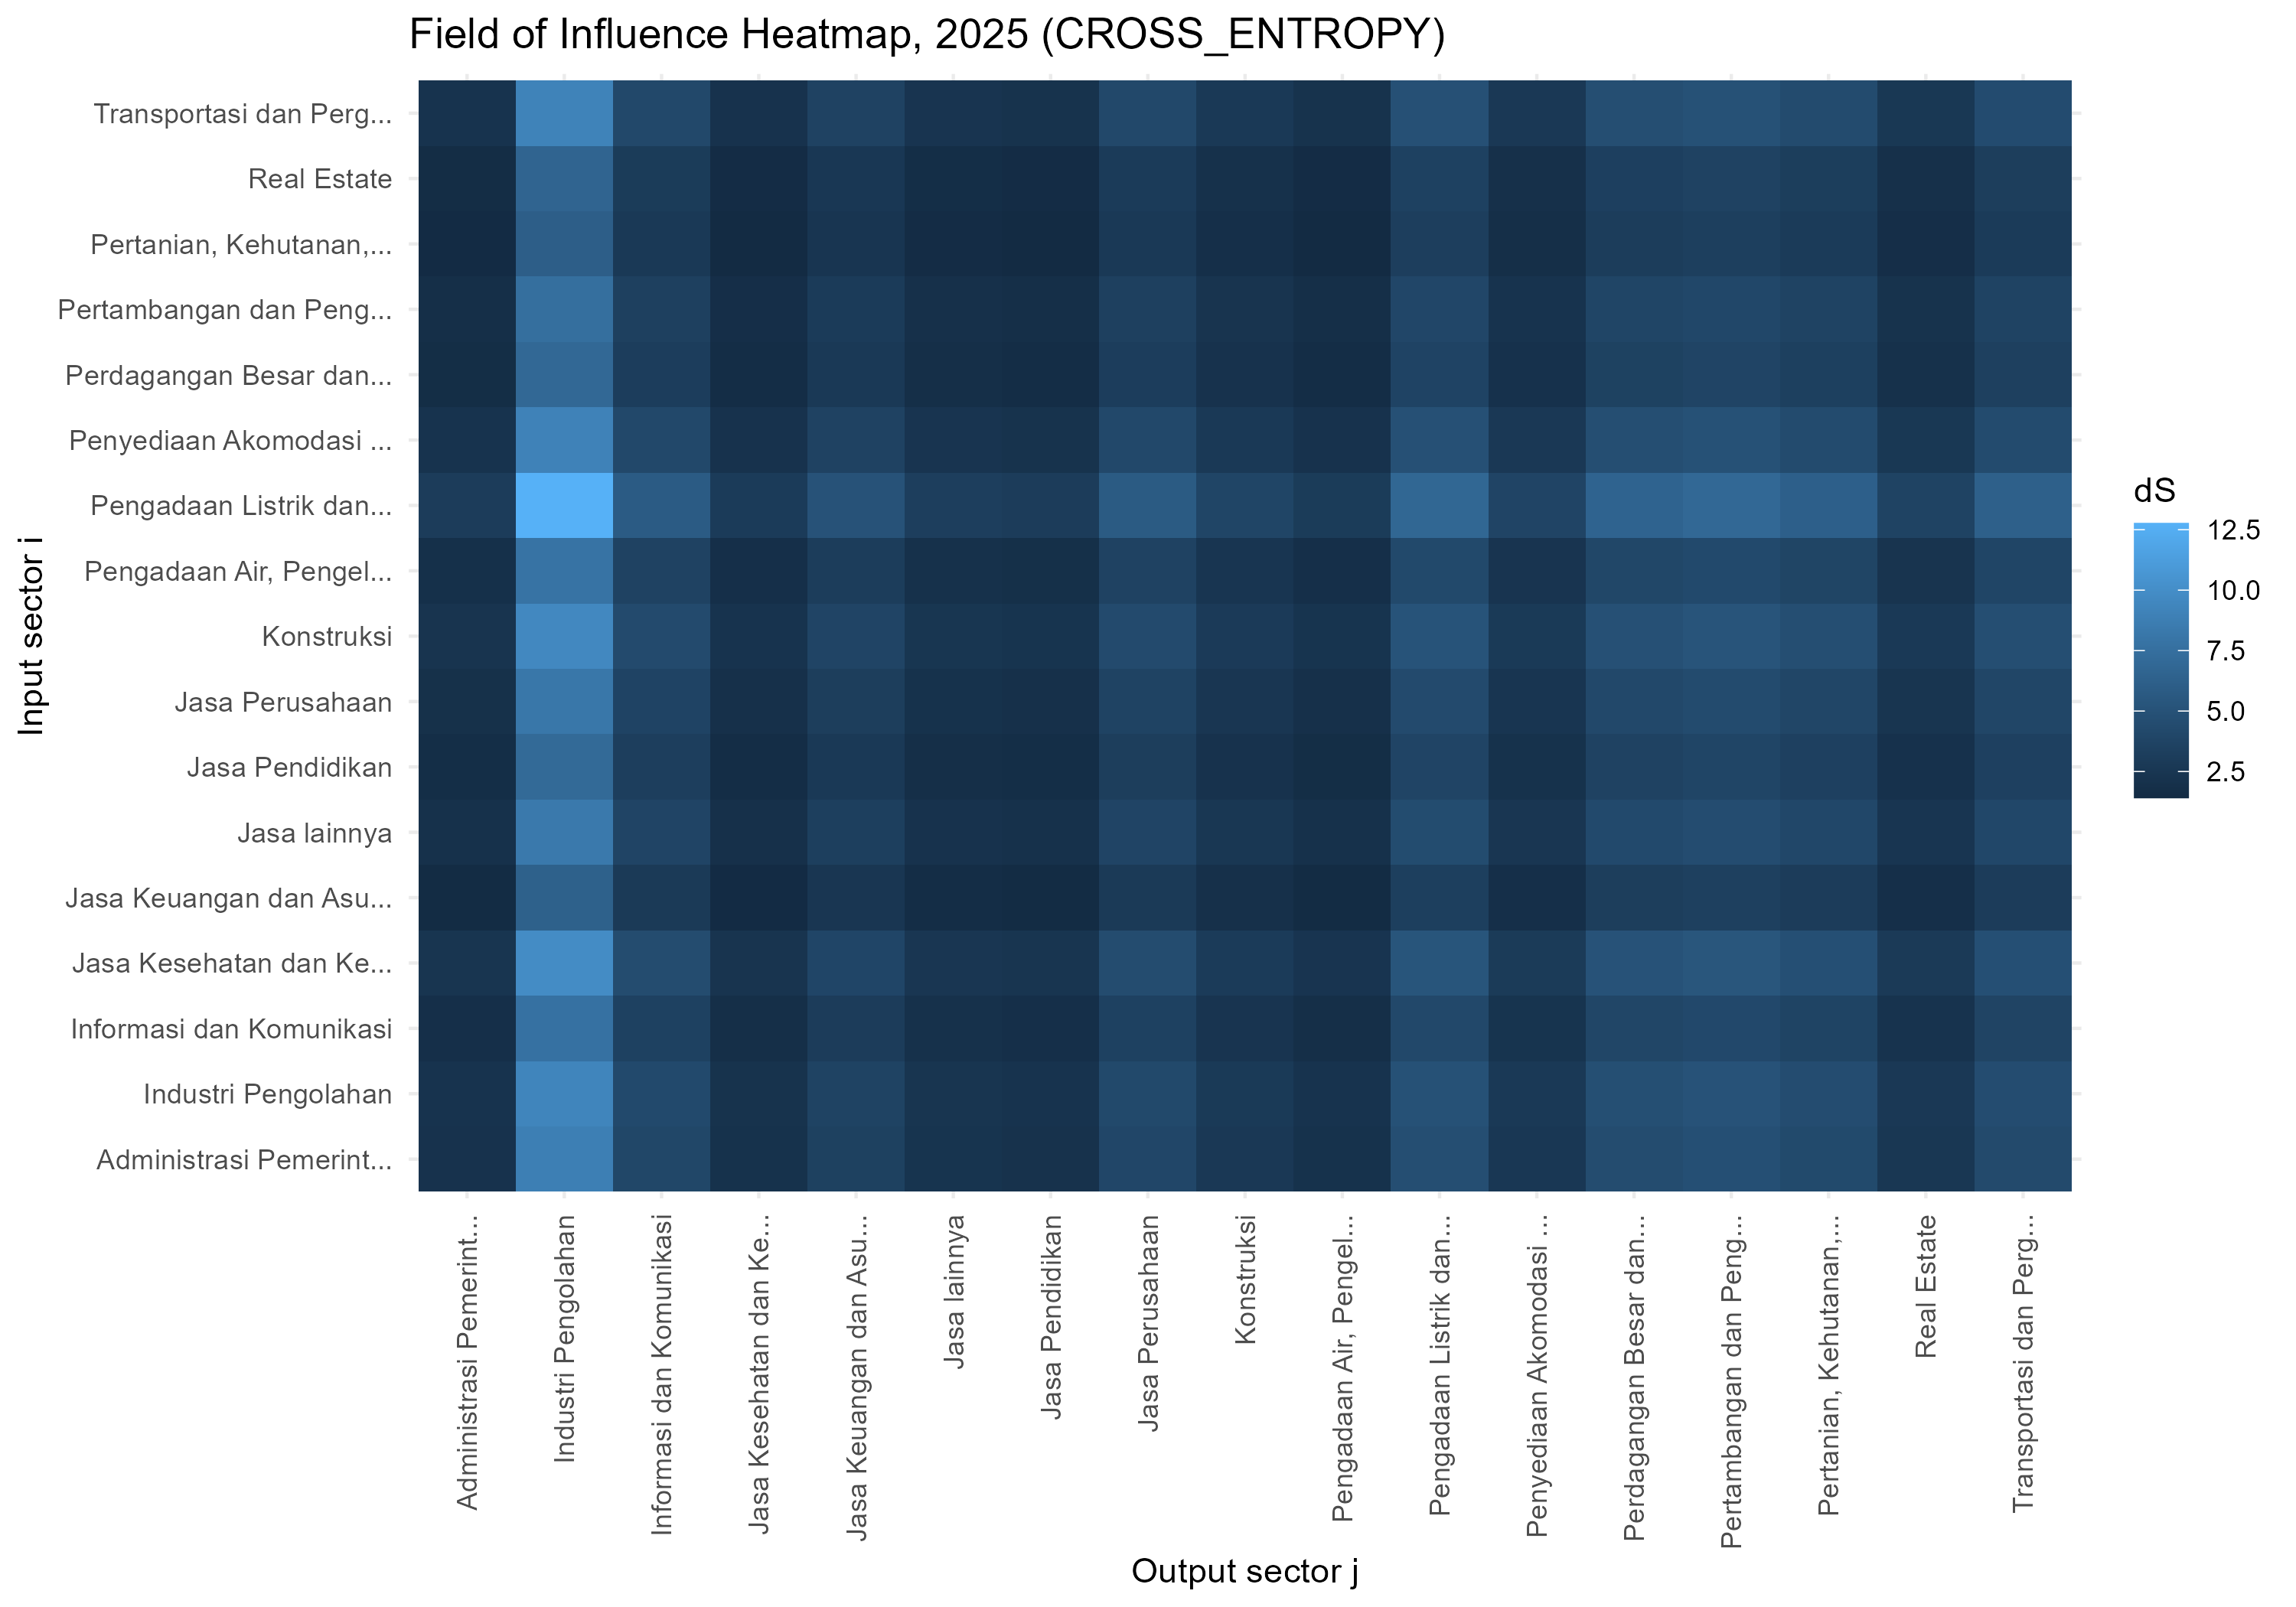 Field of Influence Heatmap, 2025 (CROSS_ENTROPY)
Input sector i
Transportasi dan Perg...
Real Estate
Pertanian, Kehutanan,...
Pertambangan dan Peng...
Perdagangan Besar dan...
Penyediaan Akomodasi ...
Pengadaan Listrik dan...
Pengadaan Air, Pengel...
Konstruksi
Jasa Perusahaan
Jasa Pendidikan
Jasa lainnya
Jasa Keuangan dan Asu...
Jasa Kesehatan dan Ke...
Informasi dan Komunikasi
Industri Pengolahan
Administrasi Pemerint...
Administrasi Pemerint...
Industri Pengolahan
Informasi dan Komunikasi
Jasa Kesehatan dan Ke...
Jasa Keuangan dan Asu...
Jasa lainnya
Jasa Pendidikan
Jasa Perusahaan
Konstruksi
Pengadaan Air, Pengel...
Pengadaan Listrik dan...
Penyediaan Akomodasi ...
Perdagangan Besar dan...
Pertambangan dan Peng...
Pertanian, Kehutanan,...
Real Estate
Transportasi dan Perg...
Output sector j
dS
12.5
10.0
7.5
5.0
2.5